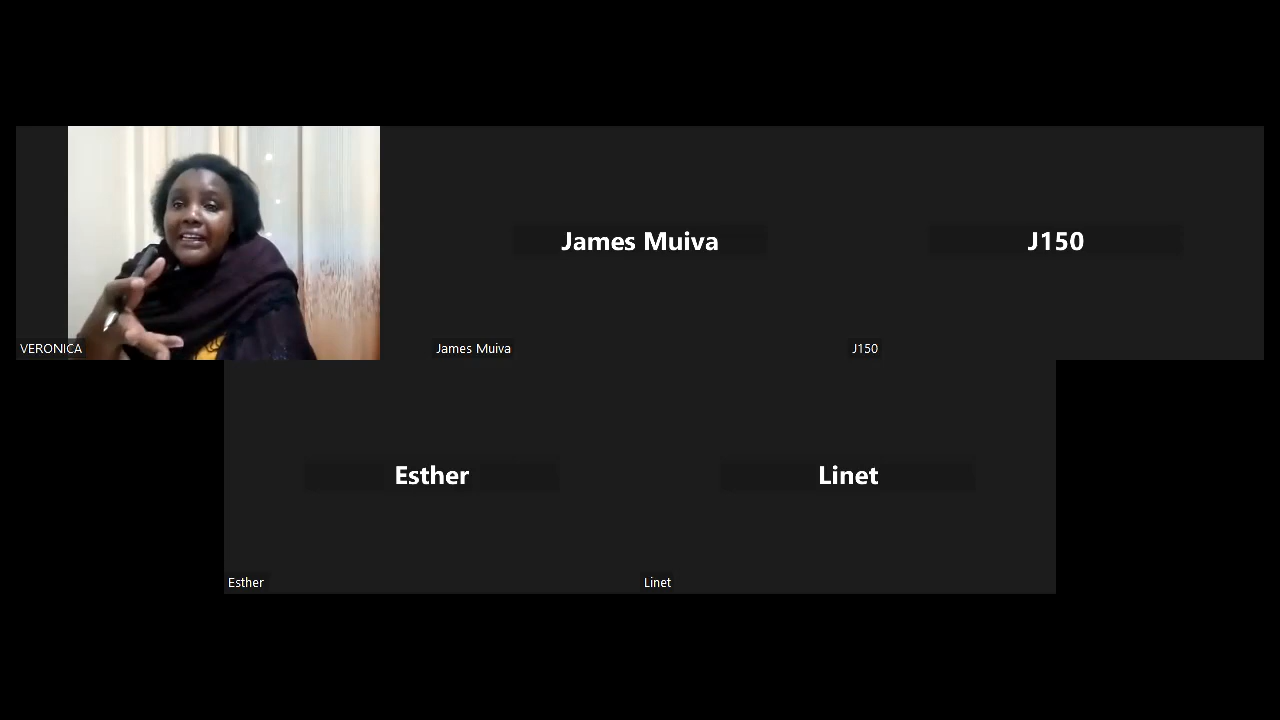 James Muiva
J150
VERONICA
James Muiva
J150
Esther
Linet
Esther
Linet